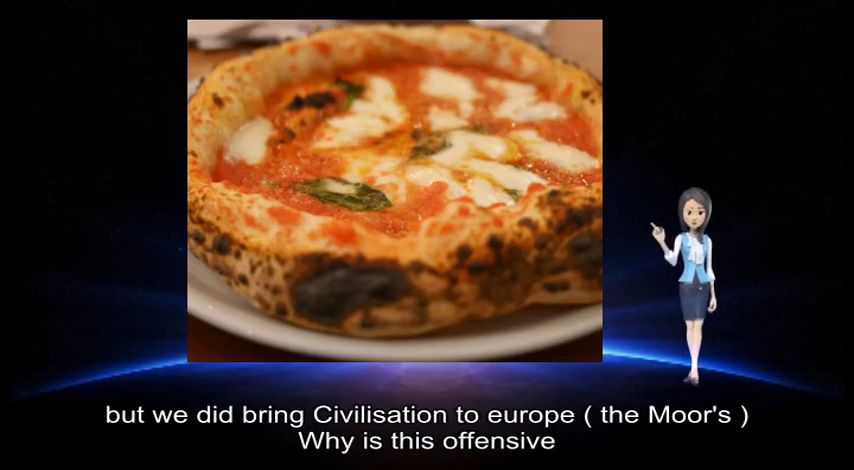 but we did bring Civilisation to europe ( the Moor's )
Why is this offensive